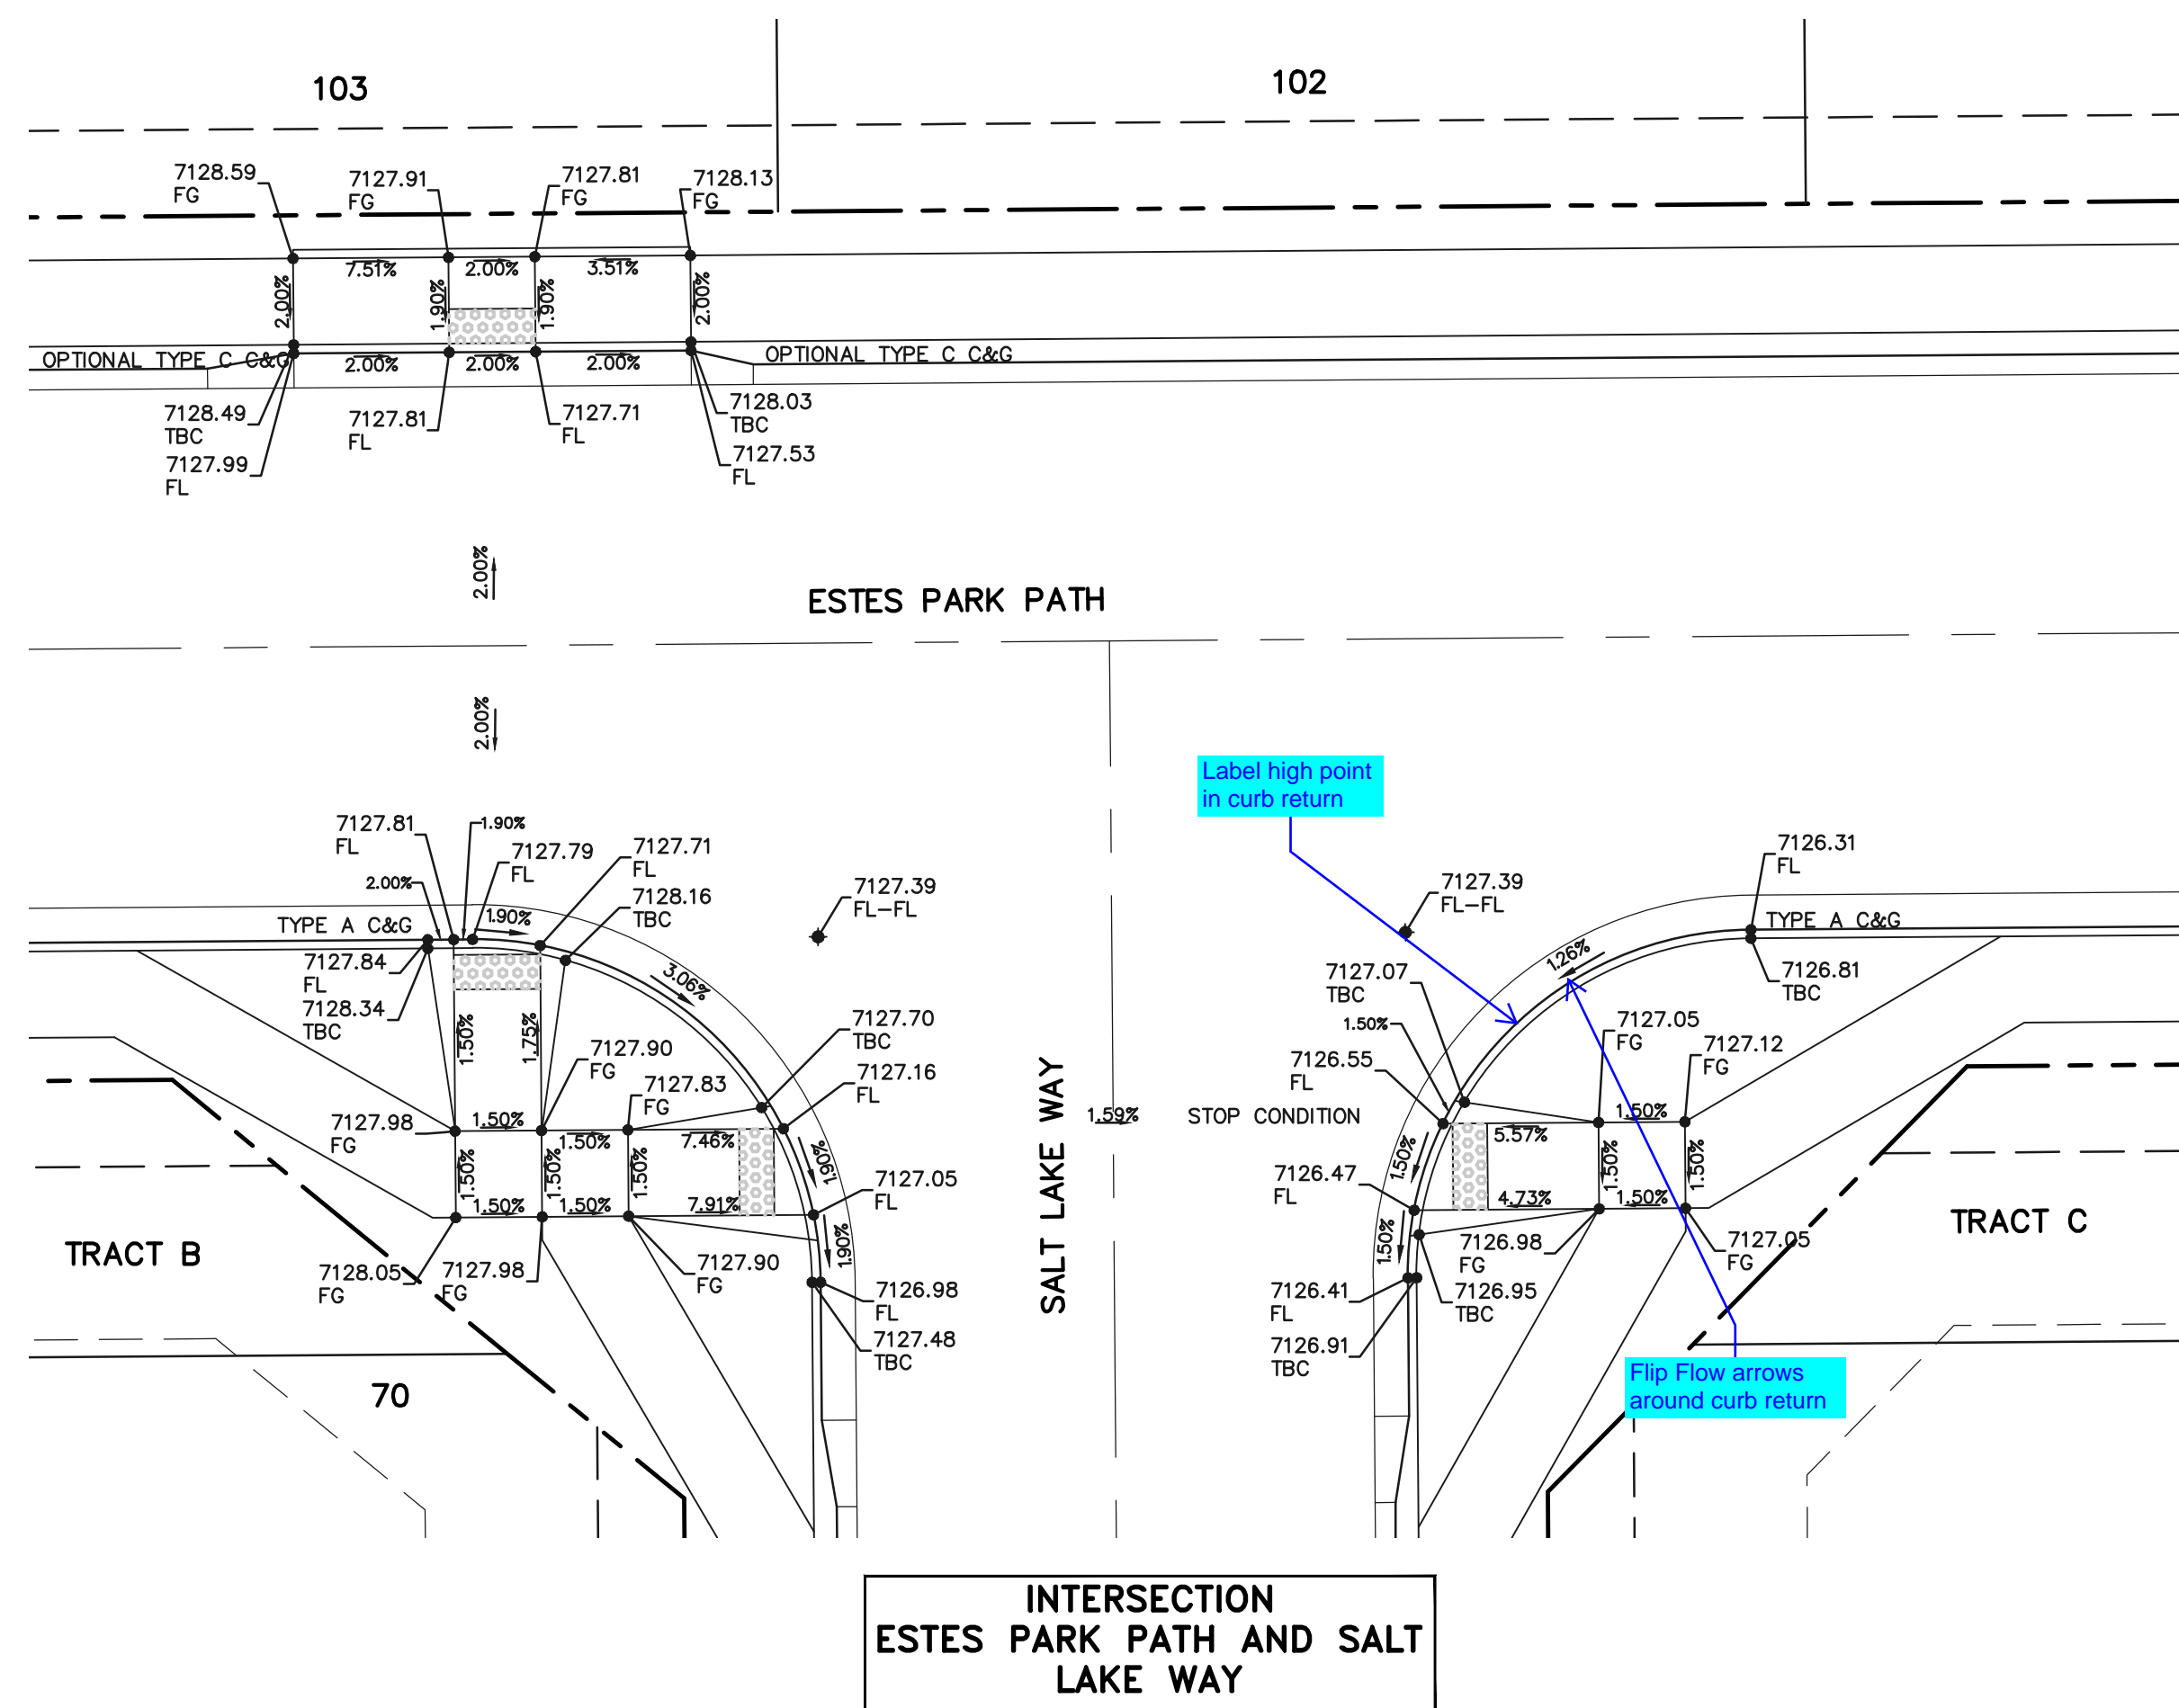 103
102
7128.59
FG
7127.91
FG
7127.81
FG
7128.13
FG
7.51%
2.00%
3.51%
2.00%
1.90%
1.90%
2.00%
OPTIONAL TYPE C C&G
OPTIONAL TYPE C C&G
2.00%
2.00%
2.00%
7128.49
TBC
7127.99
FL
7127.81
FL
7127.71
FL
7128.03
TBC
7127.53
FL
2.00%
ESTES PARK PATH
2.00%
Label high point
in curb return
7127.81
FL
1.90%
7127.79
FL
7127.71
FL
2.00%
7128.16
TBC
7127.39
FL-FL
7127.39
FL-FL
7126.31
FL
TYPE A C&G
1.90%
TYPE A C&G
7127.84
FL
7128.34
TBC
3.06%
1.26%
7126.81
TBC
7127.07
TBC
1.50%
7127.70
TBC
7127.16
FL
1.50%
1.75%
7127.90
FG
7127.83
FG
7126.55
FL
7127.05
FG
7127.12
FG
7127.98
FG
1.50%
1.50%
7.46%
1.90%
SALT LAKE WAY
1.59%
STOP CONDITION
1.50%
5.57%
1.50%
1.50%
1.50%
1.50%
1.50%
1.50%
1.50%
1.50%
7.91%
7127.05
FL
1.90%
7126.47
FL
4.73%
1.50%
1.50%
TRACT B
TRACT C
7128.05
FG
7127.98
FG
7127.90
FG
7126.98
FL
7127.48
TBC
7126.98
FG
7127.05
FG
7126.41
FL
7126.95
TBC
7126.91
TBC
Flip Flow arrows
around curb return
70
INTERSECTION
ESTES PARK PATH AND SALT
LAKE WAY